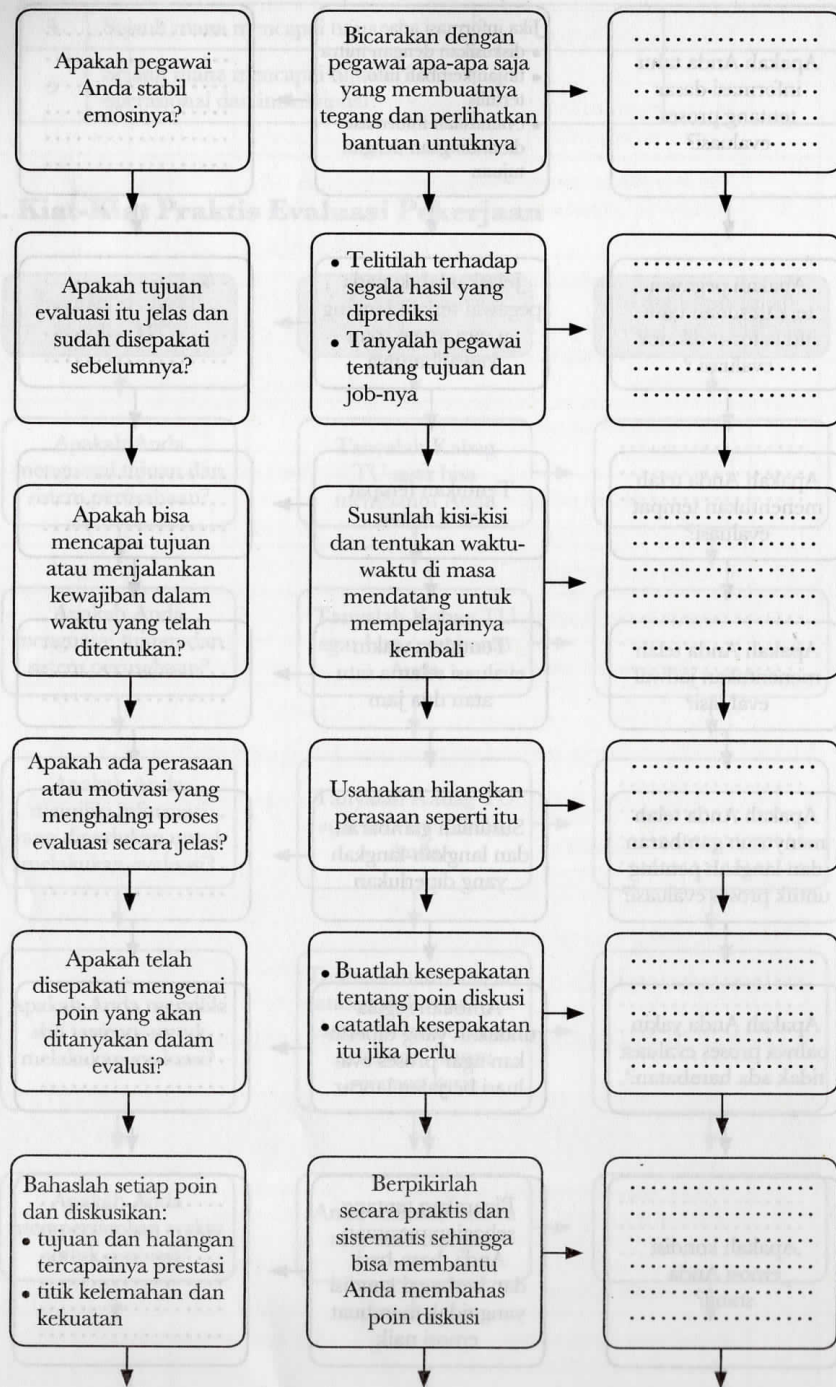 Apakah pegawai
Anda stabil
emosinya?
Bicarakan dengan
pegawai apa-apa saja
yang membuatnya
tegang dan perlihatkan
bantuan untuknya
Apakah tujuan
evaluasi itu jelas dan
sudah disepakati
sebelumnya?
• Telitilah terhadap
segala hasil yang
diprediksi
• Tanyalah pegawai
tentang tujuan dan
job-nya
Apakah bisa
mencapai tujuan
atau menjalankan
kewajiban dalam
waktu yang telah
ditentukan?
Susunlah kisi-kisi
dan tentukan waktu-
waktu di masa
mendatang untuk
mempelajarinya
kembali
Apakah ada perasaan
atau motivasi yang
menghalngi proses
evaluasi secara jelas?
Usahakan hilangkan
perasaan seperti itu
Apakah telah
disepakati mengenai
poin yang akan
ditanyakan dalam
evalusi?
• Buatlah kesepakatan
tentang poin diskusi
• catatlah kesepakatan
itu jika perlu
Bahaslah setiap poin
dan diskusikan:
• tujuan dan halangan
tercapainya prestasi
• titik kelemahan dan
kekuatan
Berpikirlah
secara praktis dan
sistematis sehingga
bisa membantu
Anda membahas
poin diskusi